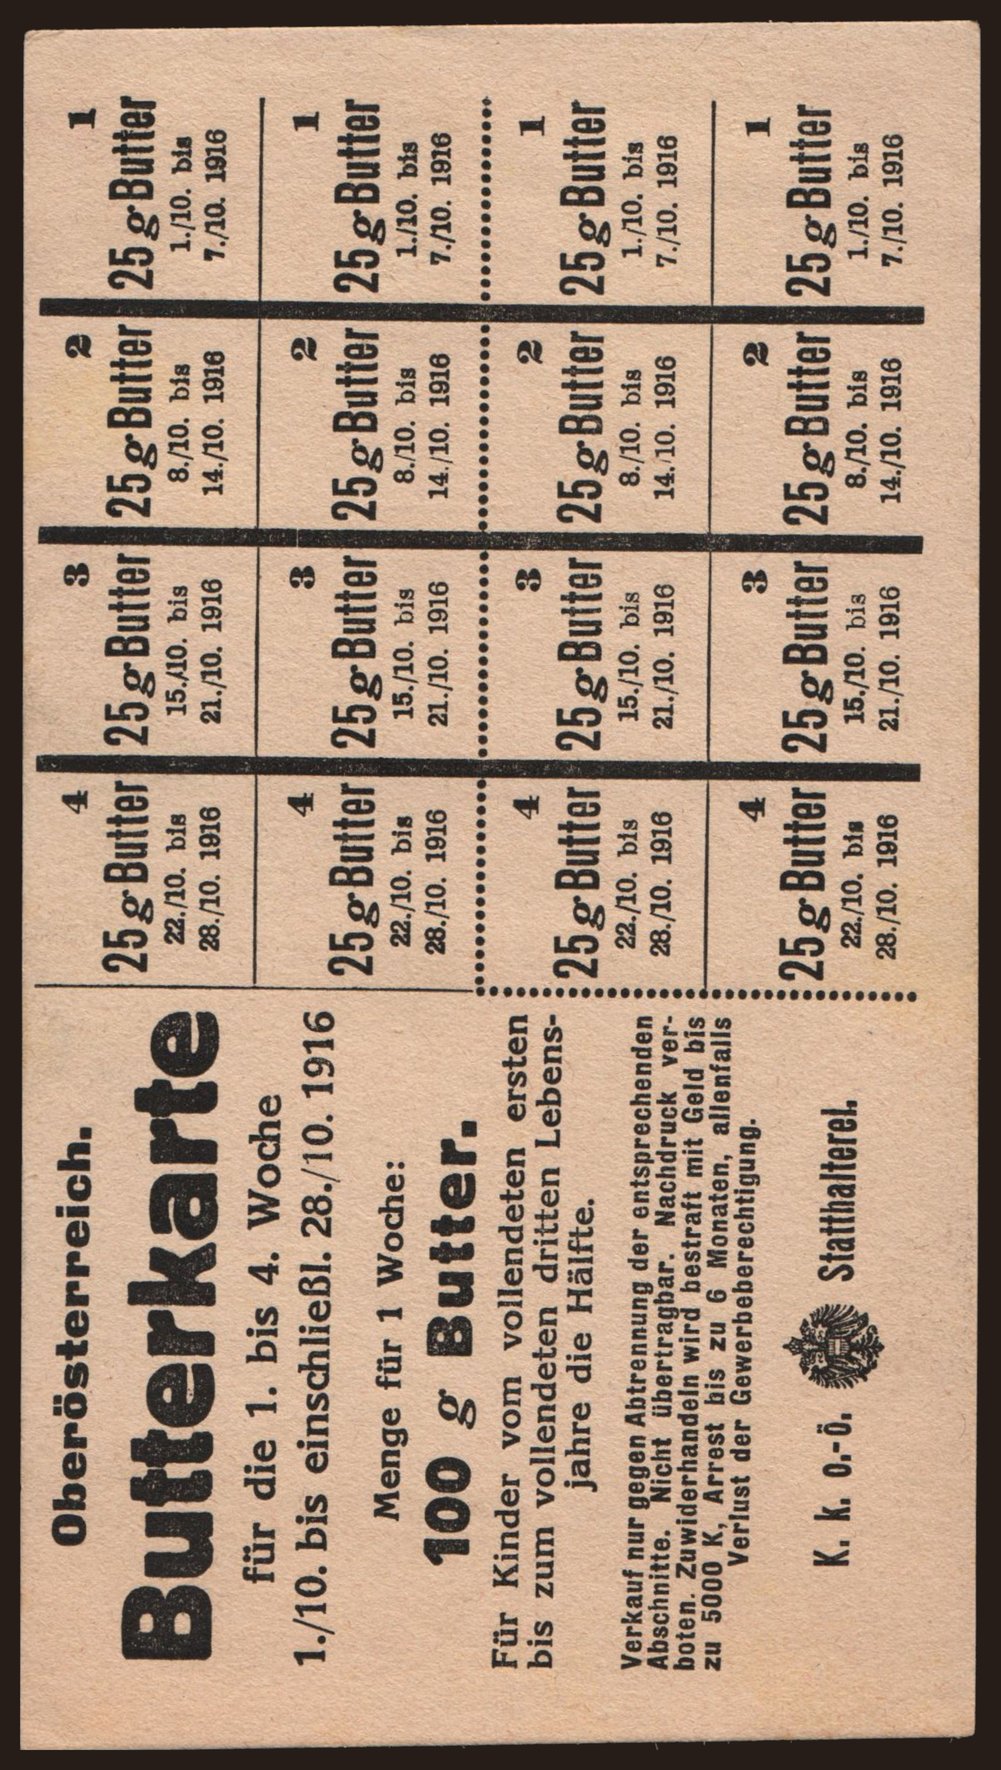 Oberösterreich.
Butterkarte
für die 1. bis 4. Woche
1./10. bis einschließl. 28./10. 1916
Menge für 1 Woche:
100 g Butter.
Für Kinder vom vollendeten ersten
bis zum vollendeten dritten Lebens-
jahre die Hälfte.
Verkauf nur gegen Abtrennung der entsprechenden
Abschnitte. Nicht übertragbar. Nachdruck ver-
boten. Zuwiderhandeln wird bestraft mit Geld bis
zu 5000 K, Arrest bis zu 6 Monaten, allenfalls
Verlust der Gewerbeberechtigung.
K. k. o.-ö. Statthalterei.
4
25 g Butter
22./10. bis
28./10. 1916
3
25 g Butter
15./10. bis
21./10. 1916
2
25 g Butter
8./10. bis
14./10. 1916
1
25 g Butter
1./10. bis
7./10. 1916
4
25 g Butter
22./10. bis
28./10. 1916
3
25 g Butter
15./10. bis
21./10. 1916
2
25 g Butter
8./10. bis
14./10. 1916
1
25 g Butter
1./10. bis
7./10. 1916
4
25 g Butter
22./10. bis
28./10. 1916
3
25 g Butter
15./10. bis
21./10. 1916
2
25 g Butter
8./10. bis
14./10. 1916
1
25 g Butter
1./10. bis
7./10. 1916
4
25 g Butter
22./10. bis
28./10. 1916
3
25 g Butter
15./10. bis
21./10. 1916
2
25 g Butter
8./10. bis
14./10. 1916
1
25 g Butter
1./10. bis
7./10. 1916